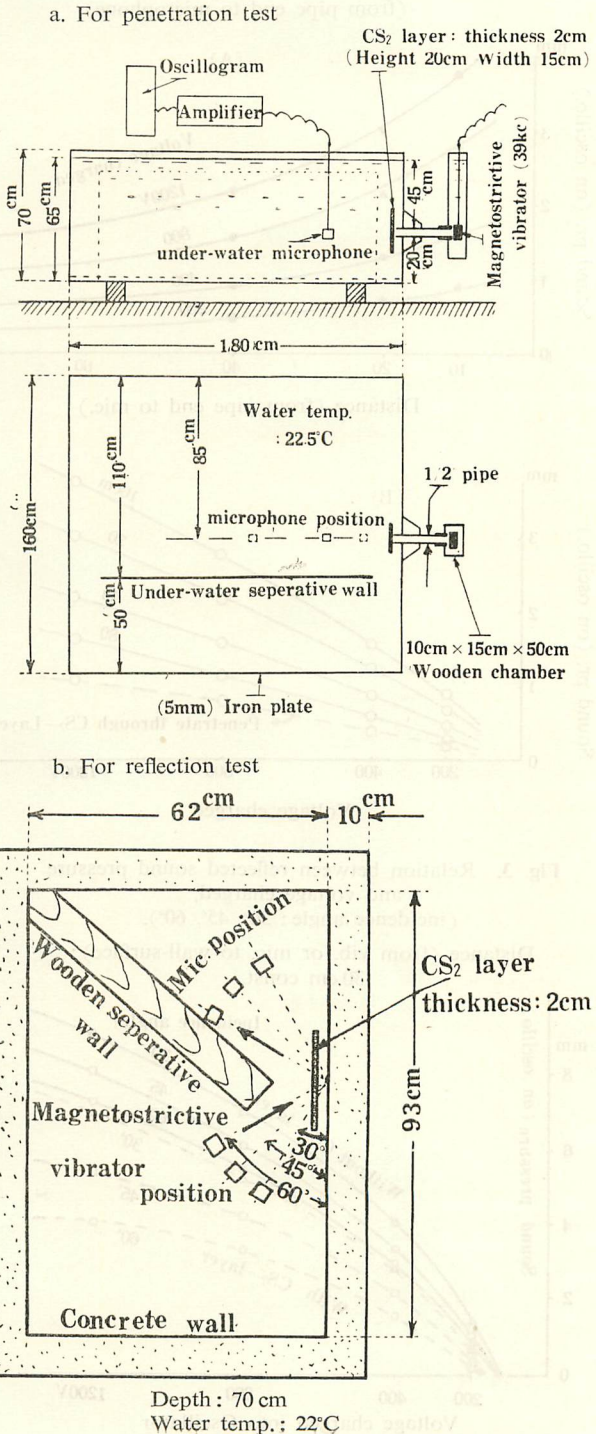 a. For penetration test
CS2 layer: thickness 2cm
(Height 20cm width 15cm)
Oscillogram
Amplifier
Magnetostrictive
vibrator (39kc)
70 cm
65cm
45 cm
under-water microphone
20 cm
180 cm
Water temp.
: 22.5°C
110cm
85cm
160cm
1/2 pipe
microphone position
Under-water seperative wall
50cm
10cm × 15cm × 50cm
Wooden chamber
(5mm) Iron plate
b. For reflection test
62cm
10cm
Mic position
Wooden seperative
wall
CS2 layer
thickness: 2cm
93cm
Magnetostrictive
vibrator
position
30°
45°
60°
Concrete wall
Depth : 70 cm
Water temp. : 22°C